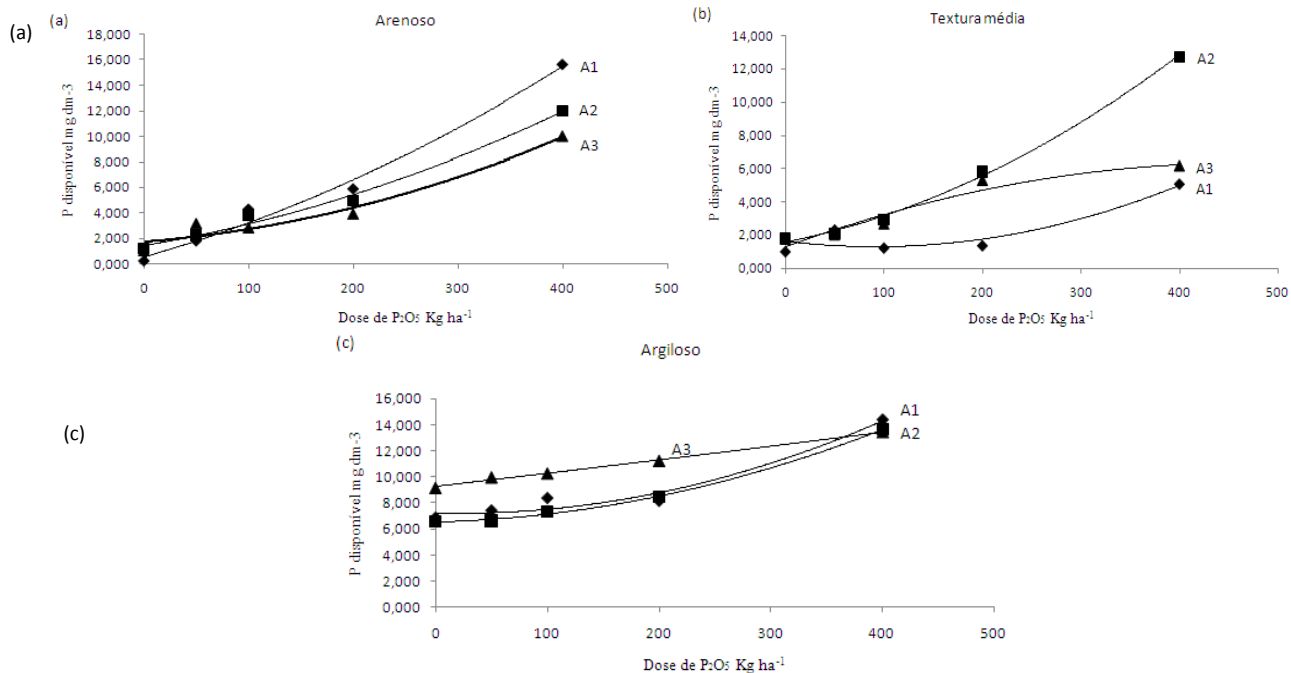 (a)
(a)
Arenoso
P disponível mg dm-3
18,000
16,000
14,000
12,000
10,000
8,000
6,000
4,000
2,000
0,000
A1
A2
A3
0 100 200 300 400 500
Dose de P2O5 Kg ha-1
(b)
Textura média
P disponível mg dm-3
14,000
12,000
10,000
8,000
6,000
4,000
2,000
0,000
A2
A3
A1
0 100 200 300 400 500
Dose de P2O5 Kg ha-1
(c)
(c)
Argiloso
P disponível mg dm-3
16,000
14,000
12,000
10,000
8,000
6,000
4,000
2,000
0,000
A1
A2
A3
0 100 200 300 400 500
Dose de P2O5 Kg ha-1